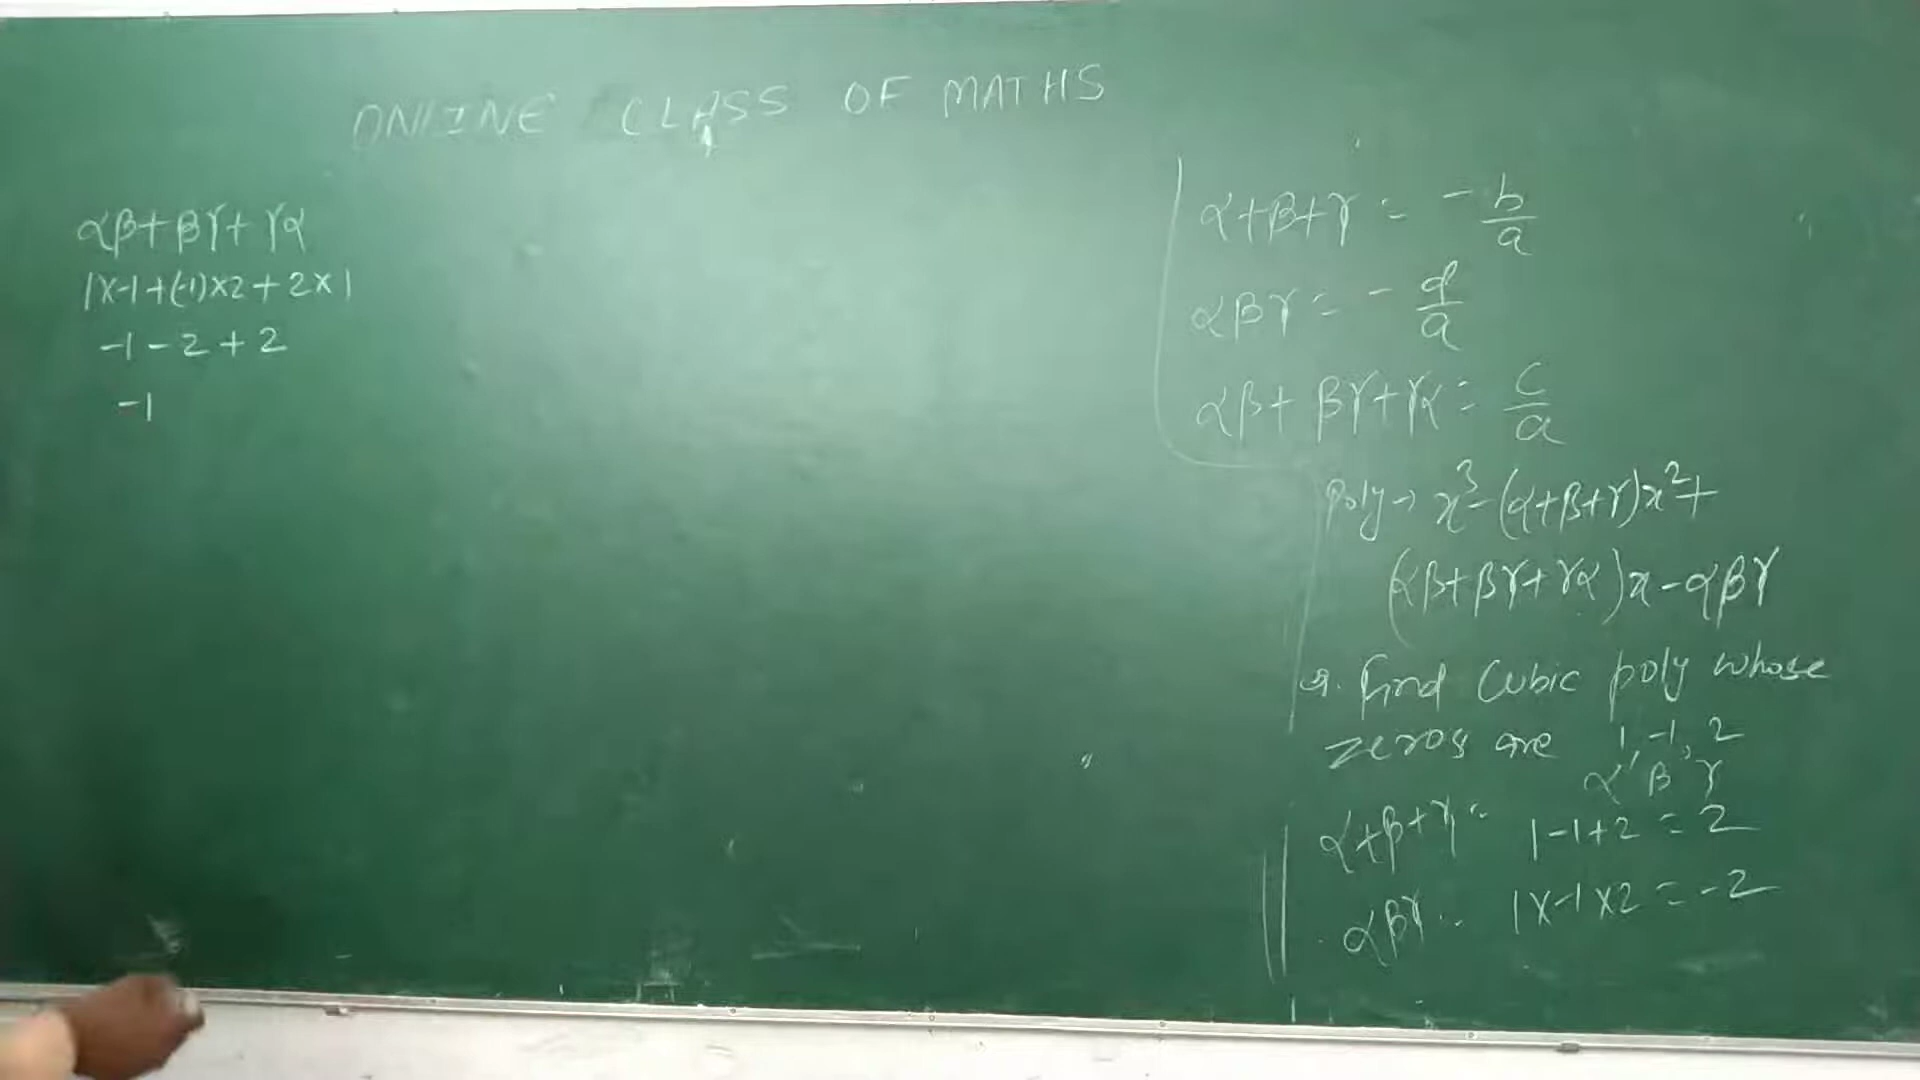 ONLINE CLASS OF MATHS
αβ+βγ+γα
1×-1+(-1)×2+2×1
-1-2+2
-1
α+β+γ = -b/a
αβγ = -d/a
αβ+βγ+γα = c/a
Poly → x³-(α+β+γ)x²+
(αβ+βγ+γα)x-αβγ
Q. Find Cubic poly whose
zeros are 1, -1, 2
α, β, γ
α+β+γ = 1-1+2 = 2
αβγ = 1×-1×2 = -2